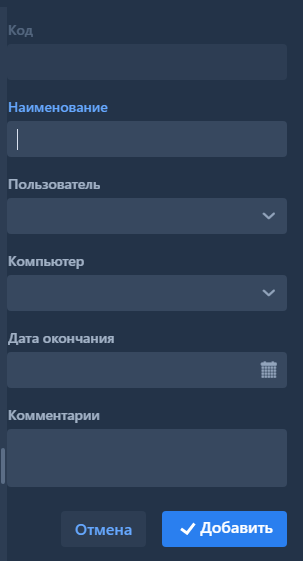 Код
Наименование
Пользователь
Компьютер
Дата окончания
Комментарии
Отмена
Добавить